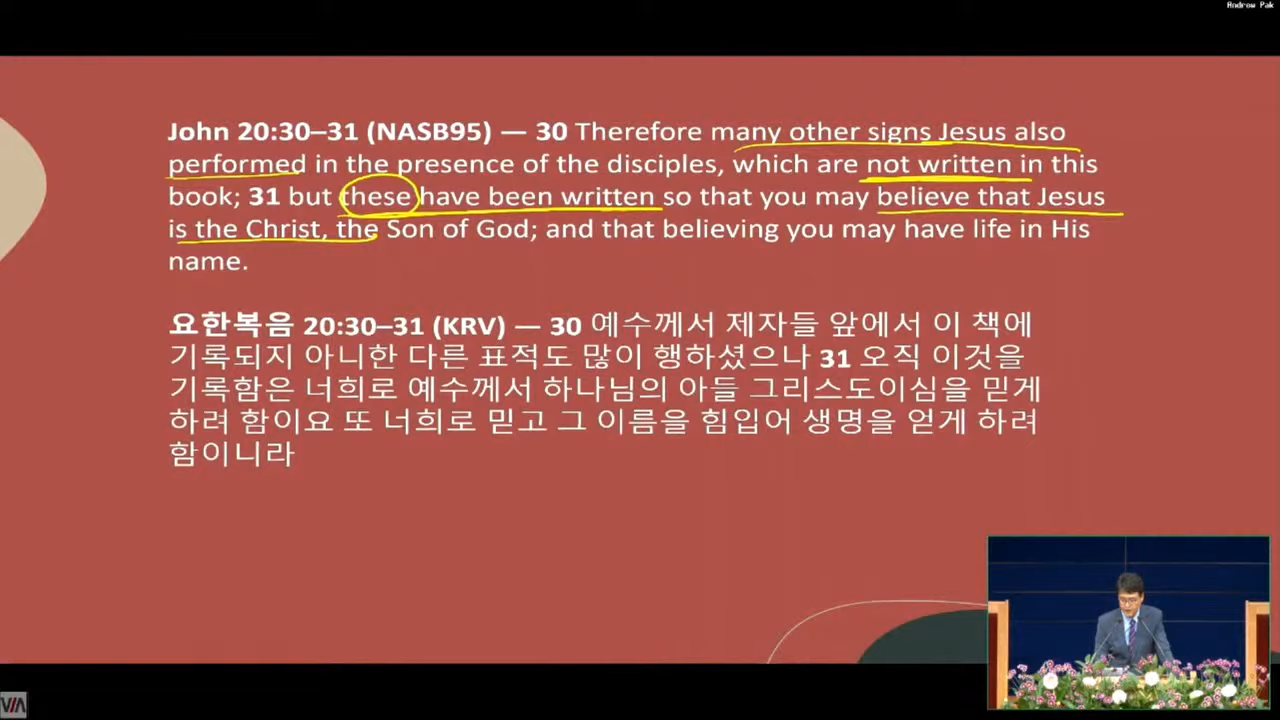 Andrew Pak
John 20:30–31 (NASB95) — 30 Therefore many other signs Jesus also
performed in the presence of the disciples, which are not written in this
book; 31 but these have been written so that you may believe that Jesus
is the Christ, the Son of God; and that believing you may have life in His
name.
요한복음 20:30–31 (KRV) — 30 예수께서 제자들 앞에서 이 책에
기록되지 아니한 다른 표적도 많이 행하셨으나 31 오직 이것을
기록함은 너희로 예수께서 하나님의 아들 그리스도이심을 믿게
하려 함이요 또 너희로 믿고 그 이름을 힘입어 생명을 얻게 하려
함이니라
VIA